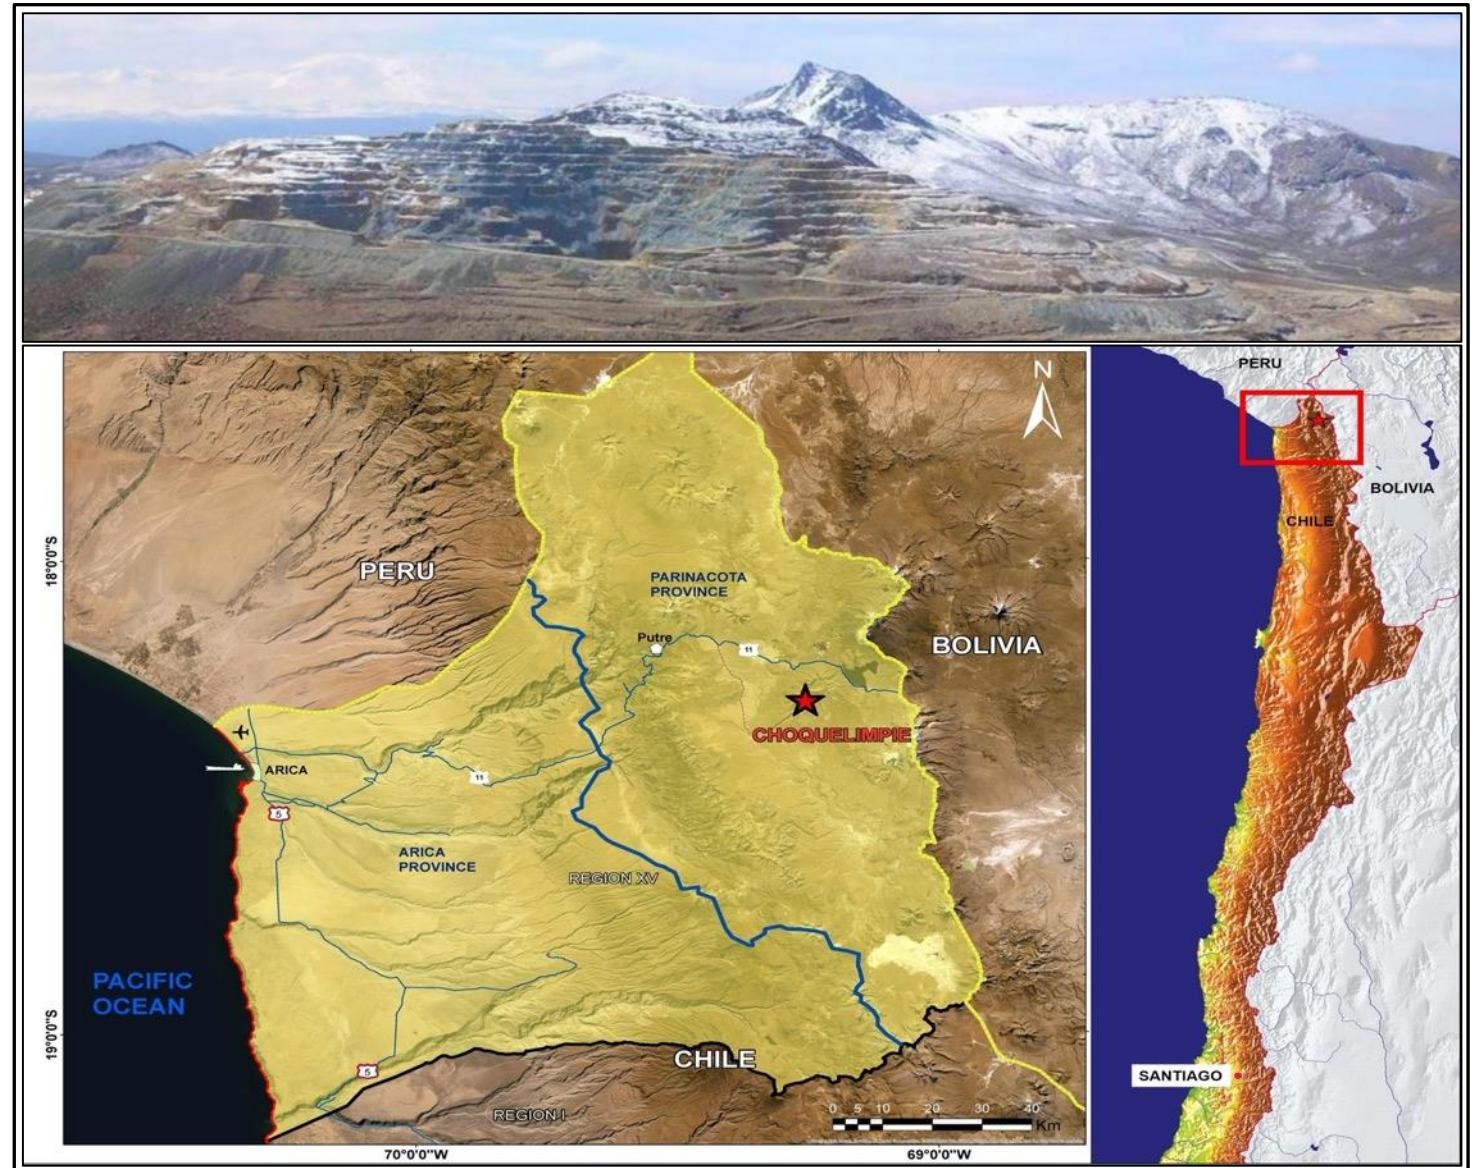 N
PERU
18°0'0"S
PARINACOTA
PROVINCE
Putre
11
BOLIVIA
CHOQUELIMPIE
ARICA
11
5
ARICA
PROVINCE
REGION XV
PACIFIC
OCEAN
19°0'0"S
CHILE
5
REGION I
0 5 10 20 30 40
Km
70°0'0"W
69°0'0"W
PERU
BOLIVIA
CHILE
SANTIAGO